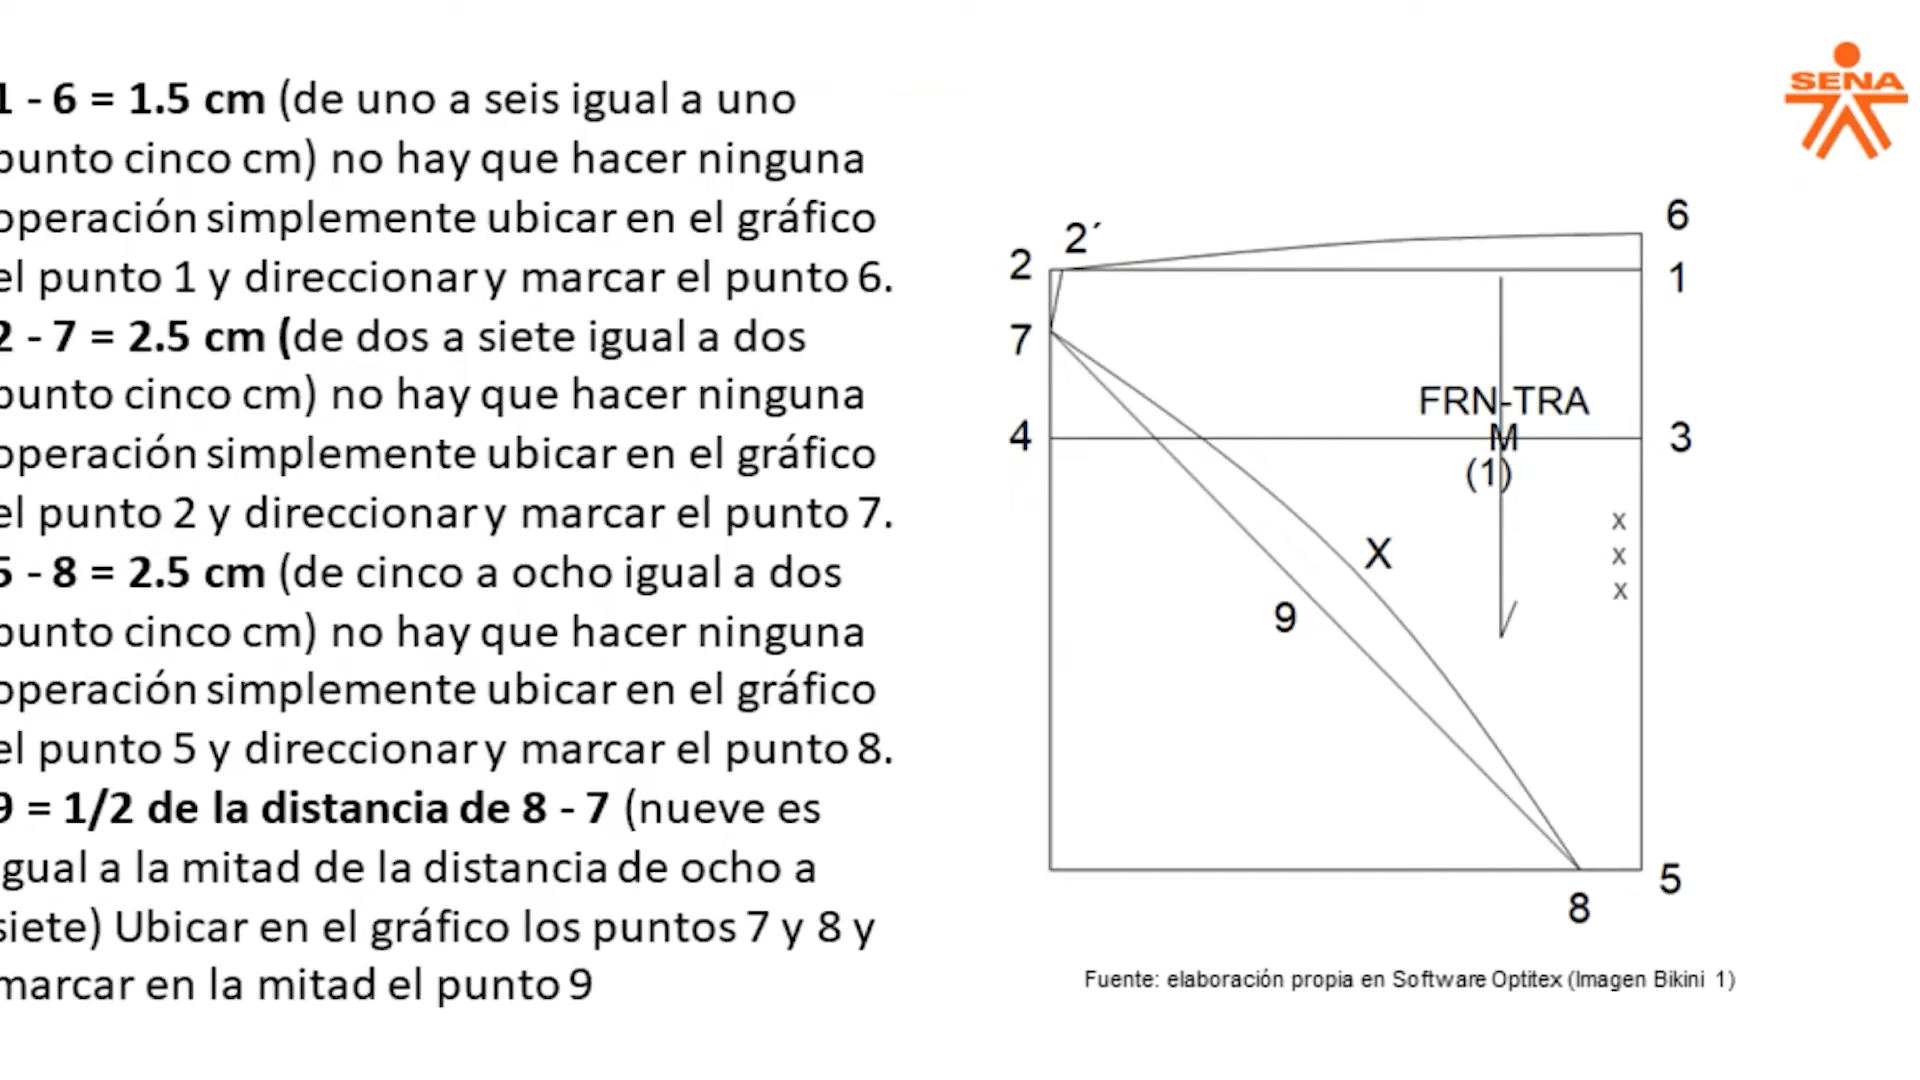 1 - 6 = 1.5 cm (de uno a seis igual a uno
punto cinco cm) no hay que hacer ninguna
operación simplemente ubicar en el gráfico
el punto 1 y direccionar y marcar el punto 6.
2 - 7 = 2.5 cm (de dos a siete igual a dos
punto cinco cm) no hay que hacer ninguna
operación simplemente ubicar en el gráfico
el punto 2 y direccionar y marcar el punto 7.
5 - 8 = 2.5 cm (de cinco a ocho igual a dos
punto cinco cm) no hay que hacer ninguna
operación simplemente ubicar en el gráfico
el punto 5 y direccionar y marcar el punto 8.
9 = 1/2 de la distancia de 8 - 7 (nueve es
igual a la mitad de la distancia de ocho a
siete) Ubicar en el gráfico los puntos 7 y 8 y
marcar en la mitad el punto 9
SENA
6
2´
2
1
7
FRN-TRA
4
M
3
(1)
x
x
x
X
9
5
8
Fuente: elaboración propia en Software Optitex (Imagen Bikini 1)